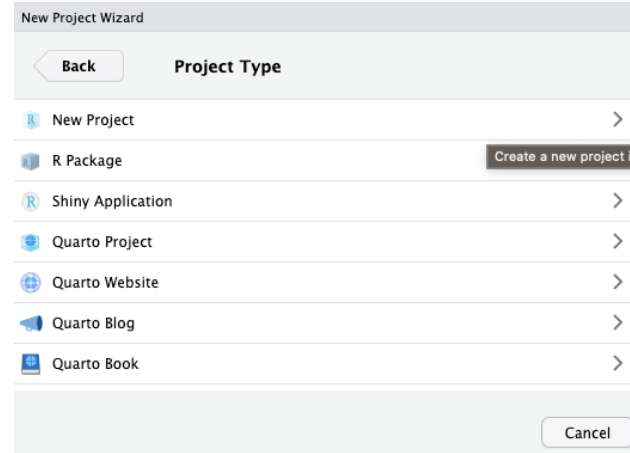 New Project Wizard
Back
Project Type
New Project
R Package
Create a new project i
Shiny Application
Quarto Project
Quarto Website
Quarto Blog
Quarto Book
Cancel